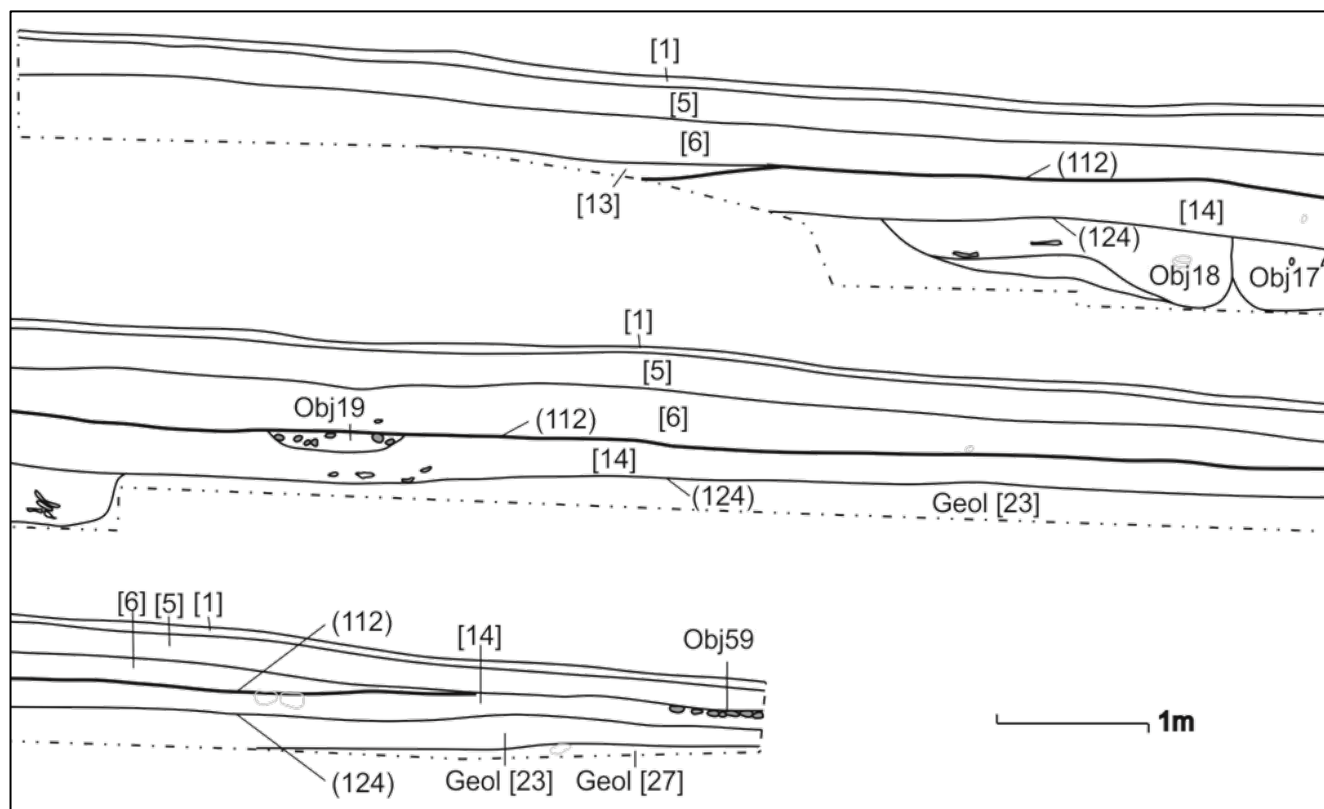 [1]
[5]
[6]
(112)
[13]
[14]
(124)
Obj18
Obj17
[1]
[5]
Obj19
(112)
[6]
[14]
(124)
Geol [23]
[6] [5] [1]
(112)
[14]
Obj59
1m
(124)
Geol [23]
Geol [27]